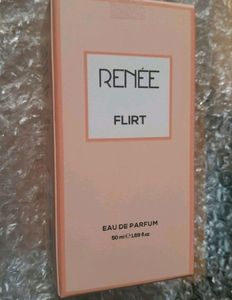 RENÉE
FLIRT
EAU DE PARFUM
50 ml ℮ 1.69 fl.oz